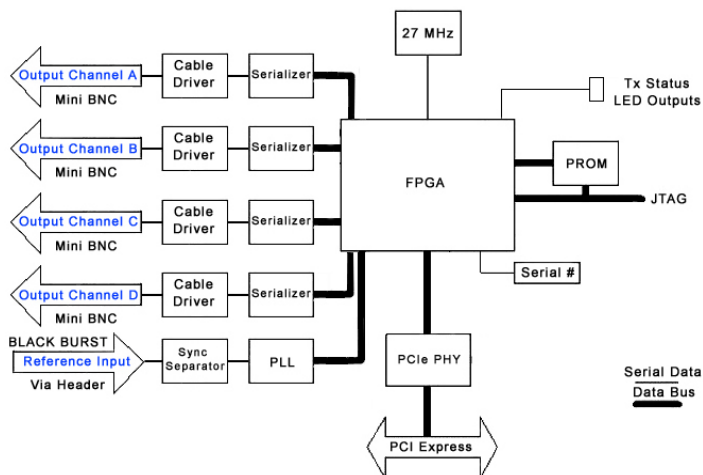 27 MHz
Output Channel A
Mini BNC
Cable
Driver
Serializer
Tx Status
LED Outputs
Output Channel B
Mini BNC
Cable
Driver
Serializer
FPGA
PROM
JTAG
Output Channel C
Mini BNC
Cable
Driver
Serializer
Serial #
Output Channel D
Mini BNC
Cable
Driver
Serializer
BLACK BURST
Reference Input
Via Header
Sync
Separator
PLL
PCIe PHY
PCI Express
Serial Data
Data Bus